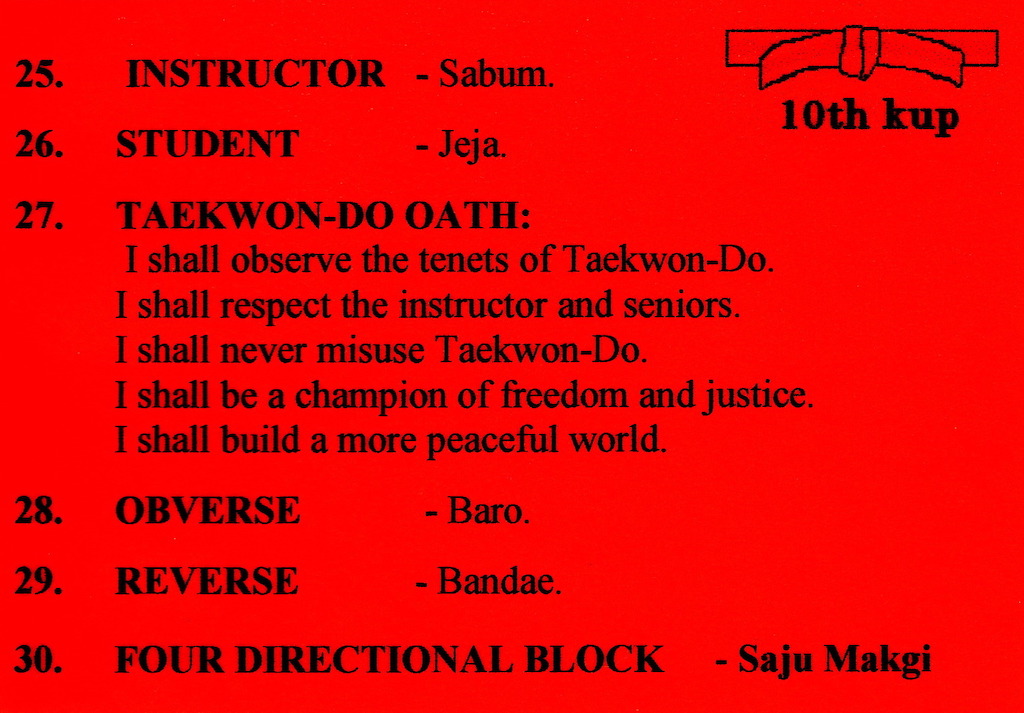 25. INSTRUCTOR - Sabum.
10th kup
26. STUDENT - Jeja.
27. TAEKWON-DO OATH:
I shall observe the tenets of Taekwon-Do.
I shall respect the instructor and seniors.
I shall never misuse Taekwon-Do.
I shall be a champion of freedom and justice.
I shall build a more peaceful world.
28. OBVERSE - Baro.
29. REVERSE - Bandae.
30. FOUR DIRECTIONAL BLOCK - Saju Makgi